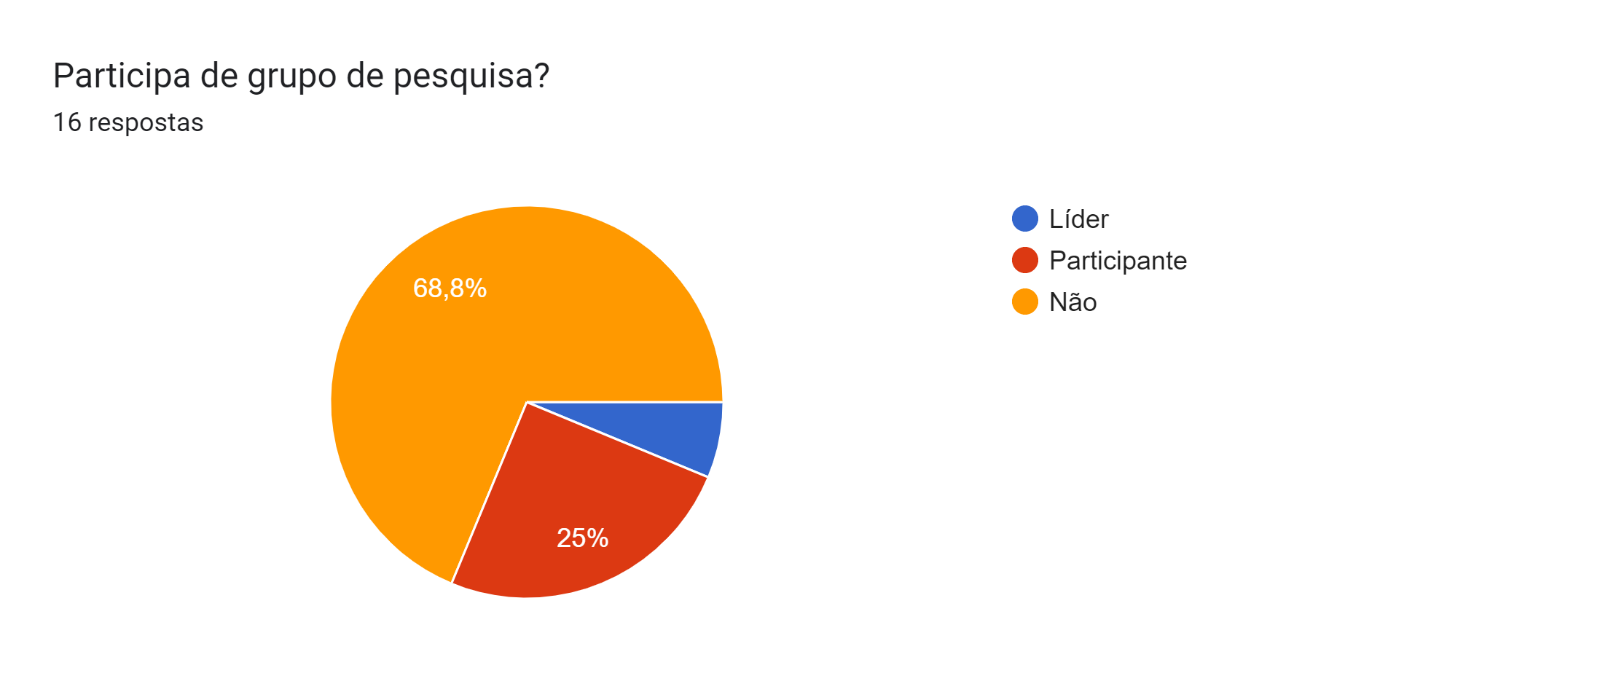 Participa de grupo de pesquisa?
16 respostas
68,8%
25%
Líder
Participante
Não